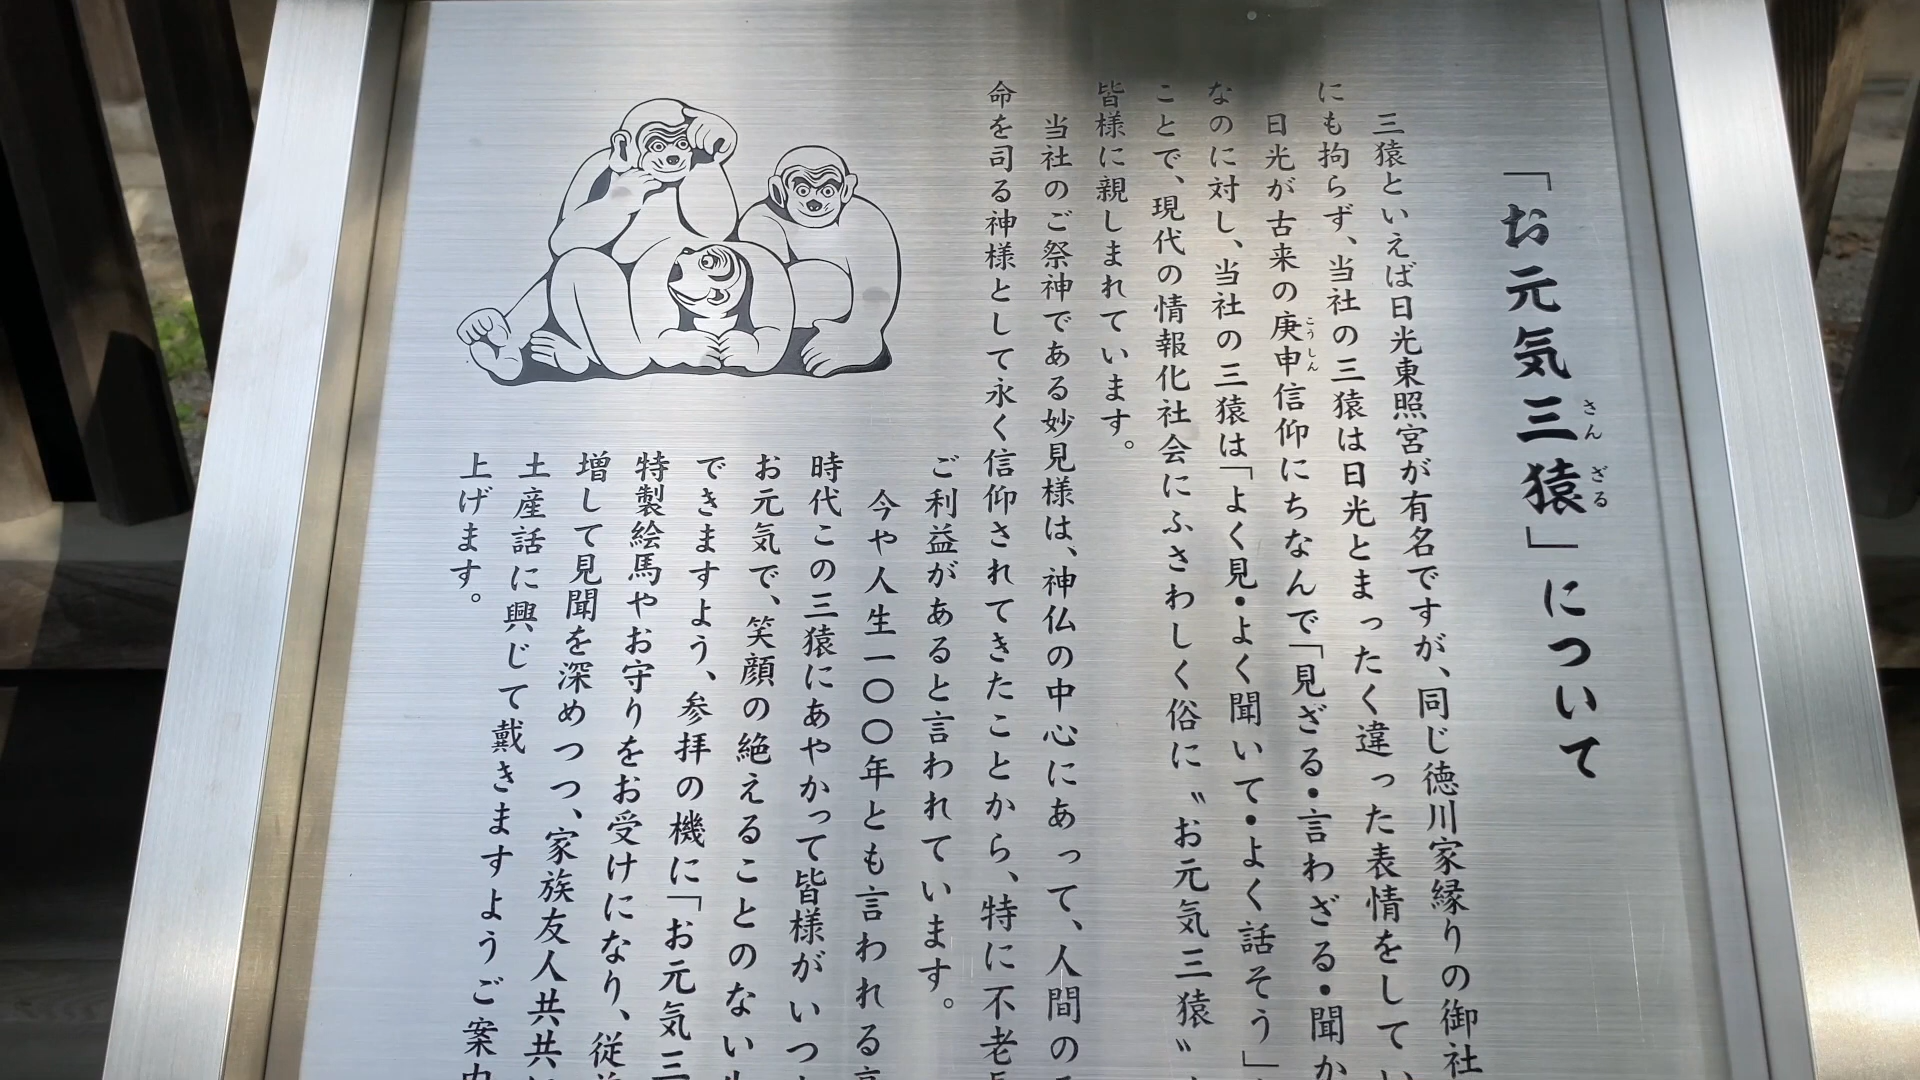 「お元気三猿」について
さんざる
三猿といえば日光東照宮が有名ですが、同じ徳川家縁りの御社
にも拘らず、当社の三猿は日光とまったく違った表情をしてい
日光が古来の庚申信仰にちなんで「見ざる・言わざる・聞か
こうしん
なのに対し、当社の三猿は「よく見・よく聞いて・よく話そう」
ことで、現代の情報化社会にふさわしく俗に〝お元気三猿〟
皆様に親しまれています。
当社のご祭神である妙見様は、神仏の中心にあって、人間の
命を司る神様として永く信仰されてきたことから、特に不老
ご利益があると言われています。
今や人生一〇〇年とも言われる
時代この三猿にあやかって皆様がいつ
お元気で、笑顔の絶えることのない
できますよう、参拝の機に「お元気三
特製絵馬やお守りをお受けになり、従
増して見聞を深めつつ、家族友人共共
土産話に興じて戴きますようご案
上げます。